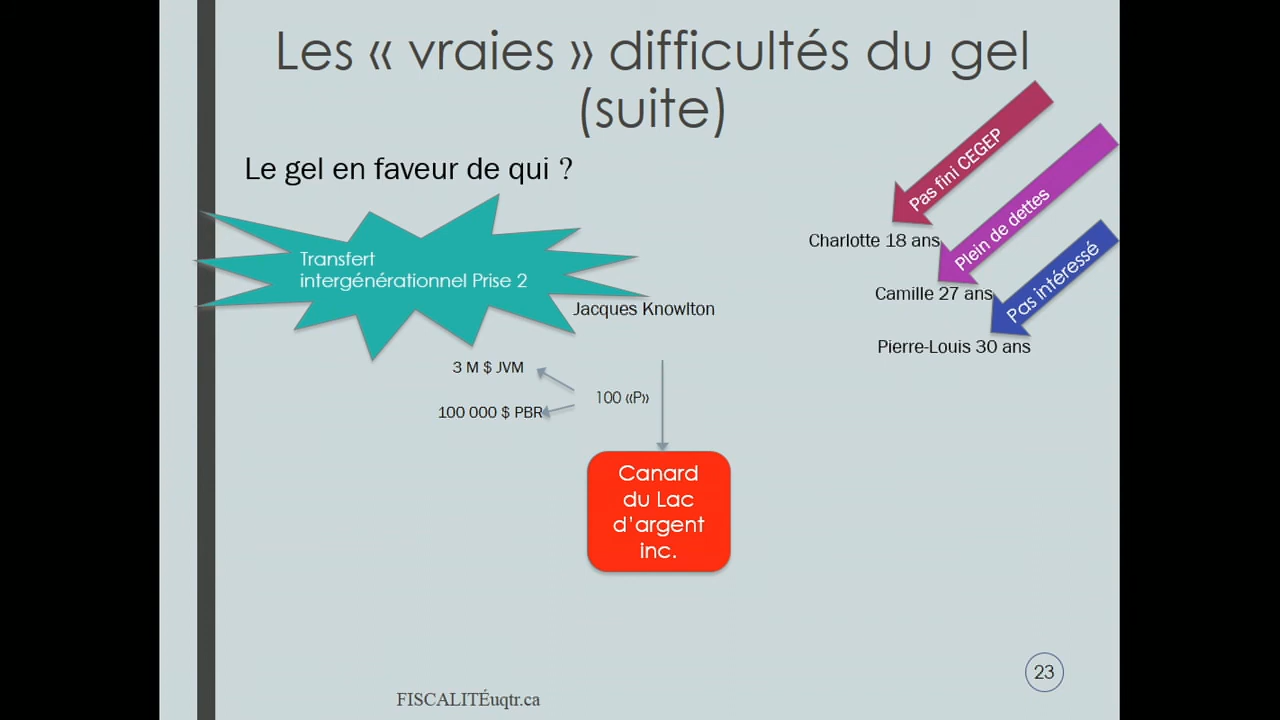 Les « vraies » difficultés du gel
(suite)
Le gel en faveur de qui ?
Transfert
intergénérationnel Prise 2
Pas fini CEGEP
Charlotte 18 ans
Plein de dettes
Camille 27 ans
Pas intéressé
Pierre-Louis 30 ans
Jacques Knowlton
3 M $ JVM
100 «P»
100 000 $ PBR
Canard
du Lac
d'argent
inc.
23
FISCALITÉuqtr.ca